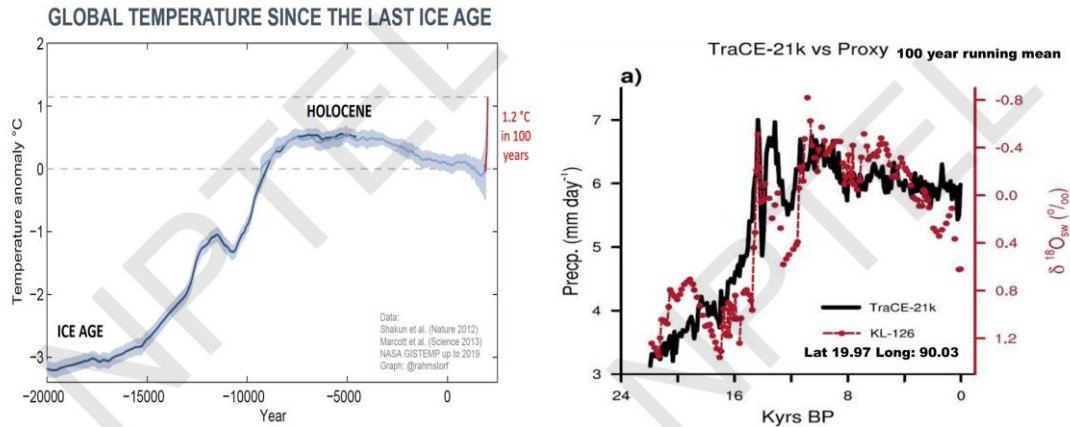 GLOBAL TEMPERATURE SINCE THE LAST ICE AGE
2
1
0
−1
−2
−3
Temperature anomaly °C
ICE AGE
HOLOCENE
1.2 °C
in 100
years
Data:
Shakun et al. (Nature 2012)
Marcott et al. (Science 2013)
NASA GISTEMP up to 2019
Graph: @rahmstorf
−20000 −15000 −10000 −5000 0
Year
TraCE-21k vs Proxy 100 year running mean
a)
7
6
5
4
3
Precp. (mm day-1)
-0.8
-0.4
0.0
0.4
0.8
1.2
δ 18Osw (0/oo)
TraCE-21k
KL-126
Lat 19.97 Long: 90.03
24 16 8 0
Kyrs BP
NPTEL
NPTEL